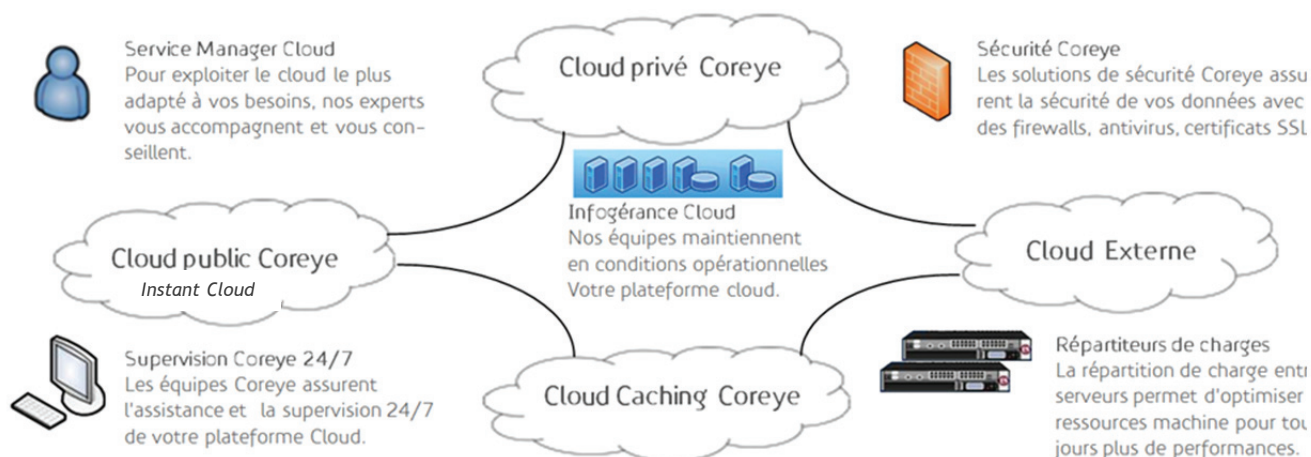 Service Manager Cloud
Pour exploiter le cloud le plus
adapté à vos besoins, nos experts
vous accompagnent et vous con-
seillent.
Cloud privé Coreye
Sécurité Coreye
Les solutions de sécurité Coreye assu
rent la sécurité de vos données avec
des firewalls, antivirus, certificats SSL
Infogérance Cloud
Nos équipes maintiennent
en conditions opérationnelles
Votre plateforme cloud.
Cloud public Coreye
Instant Cloud
Cloud Externe
Supervision Coreye 24/7
Les équipes Coreye assurent
l'assistance et la supervision 24/7
de votre plateforme Cloud.
Cloud Caching Coreye
Répartiteurs de charges
La répartition de charge entr
serveurs permet d'optimiser
ressources machine pour tou
jours plus de performances.